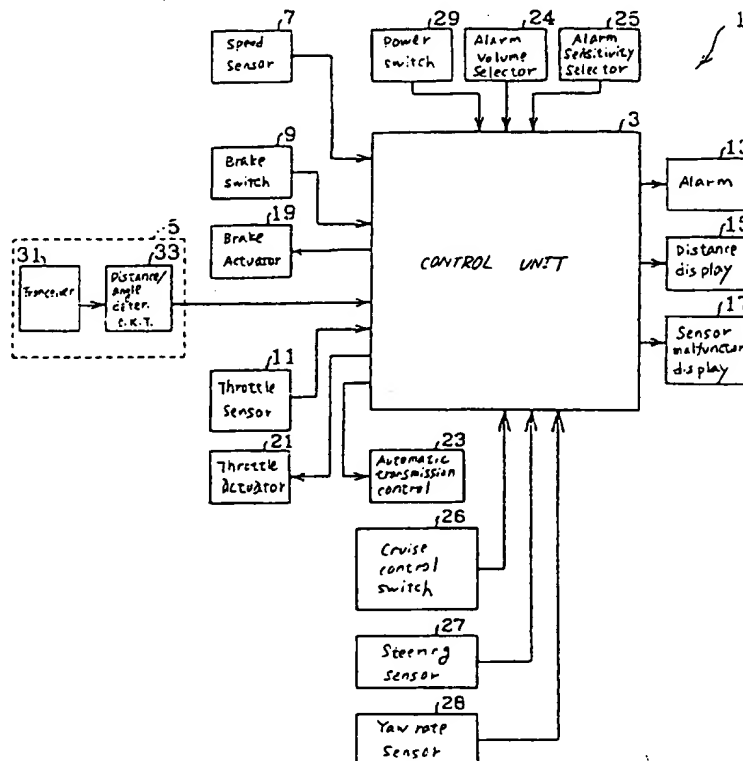 1
7
Speed
Sensor
29
Power
switch
24
Alarm
Volume
Selector
25
Alarm
Sensitivity
Selector
3
CONTROL UNIT
9
Brake
switch
19
Brake
Actuator
5
31
Tranceiver
33
Distance/
angle
deter.
C.K.T.
11
Throttle
Sensor
21
Throttle
Actuator
23
Automatic
transmission
control
13
Alarm
15
Distance
display
17
Sensor
malfunction
display
26
Cruise
control
switch
27
Steering
Sensor
28
Yaw rate
Sensor